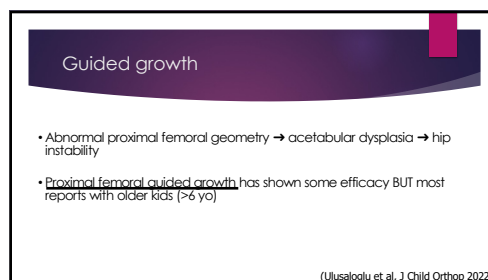 Guided growth
• Abnormal proximal femoral geometry → acetabular dysplasia → hip
instability
• Proximal femoral guided growth has shown some efficacy BUT most
reports with older kids (>6 yo)
(Ulusaloglu et al, J Child Orthop 2022